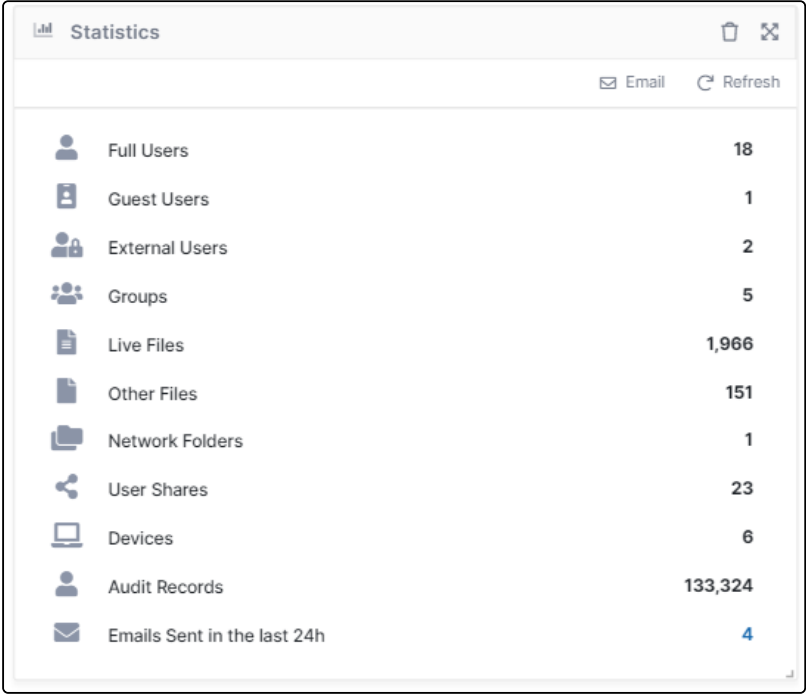 Statistics
Email Refresh
Full Users 18
Guest Users 1
External Users 2
Groups 5
Live Files 1,966
Other Files 151
Network Folders 1
User Shares 23
Devices 6
Audit Records 133,324
Emails Sent in the last 24h 4